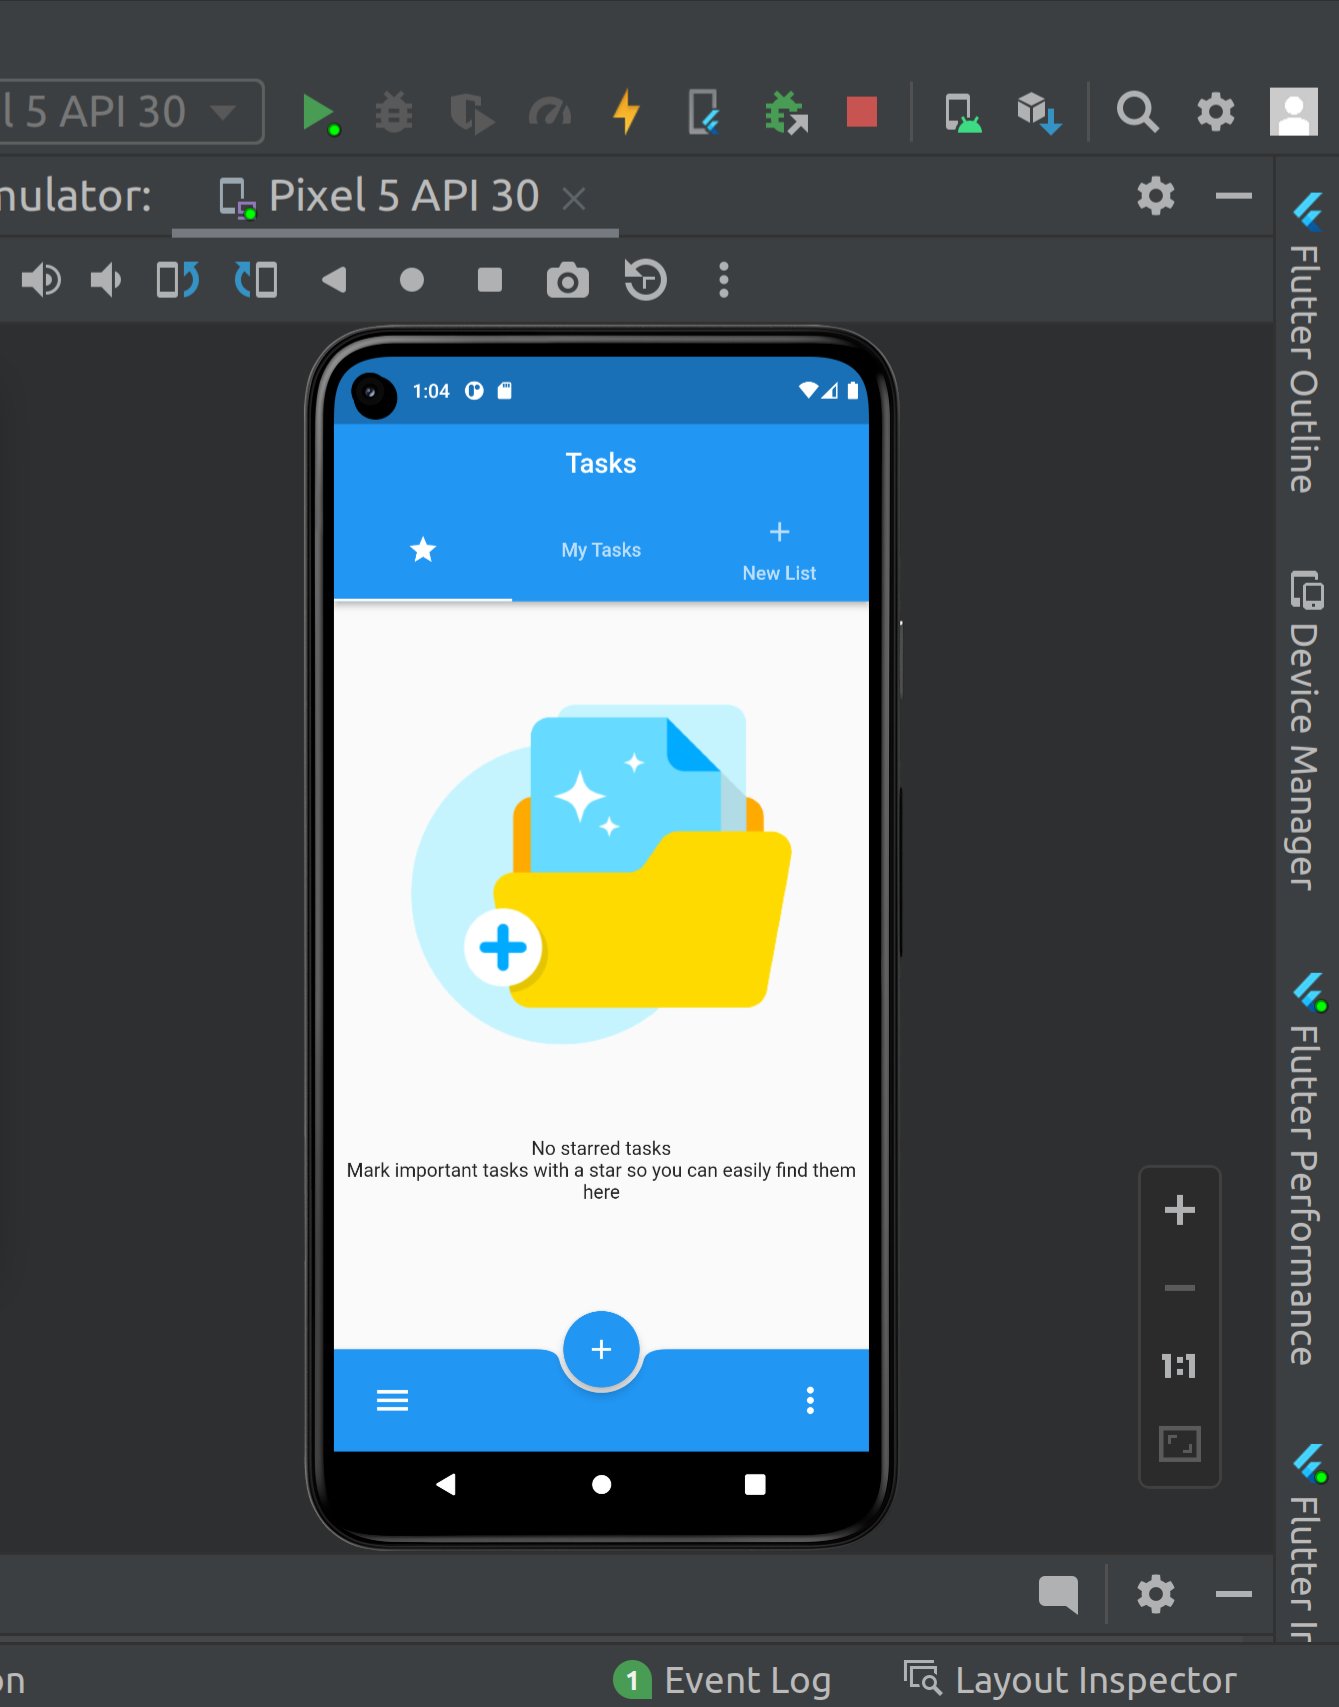 l 5 API 30
mulator:
Pixel 5 API 30
1:04
Tasks
My Tasks
New List
No starred tasks
Mark important tasks with a star so you can easily find them
here
1:1
Flutter Outline
Device Manager
Flutter Performance
Flutter In
on
1 Event Log
Layout Inspector